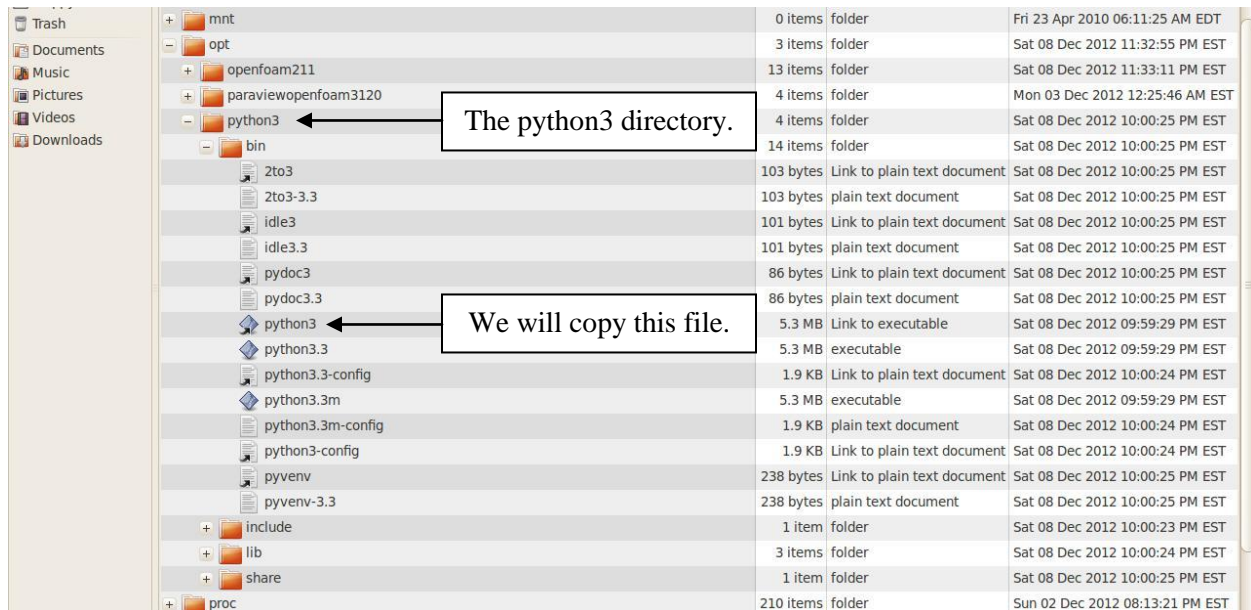 Trash
Documents
Music
Pictures
Videos
Downloads
mnt 0 items folder Fri 23 Apr 2010 06:11:25 AM EDT
opt 3 items folder Sat 08 Dec 2012 11:32:55 PM EST
openfoam211 13 items folder Sat 08 Dec 2012 11:33:11 PM EST
paraviewopenfoam3120 4 items folder Mon 03 Dec 2012 12:25:46 AM EST
python3 The python3 directory. 4 items folder Sat 08 Dec 2012 10:00:25 PM EST
bin 14 items folder Sat 08 Dec 2012 10:00:25 PM EST
2to3 103 bytes Link to plain text document Sat 08 Dec 2012 10:00:25 PM EST
2to3-3.3 103 bytes plain text document Sat 08 Dec 2012 10:00:25 PM EST
idle3 101 bytes Link to plain text document Sat 08 Dec 2012 10:00:25 PM EST
idle3.3 101 bytes plain text document Sat 08 Dec 2012 10:00:25 PM EST
pydoc3 86 bytes Link to plain text document Sat 08 Dec 2012 10:00:25 PM EST
pydoc3.3 86 bytes plain text document Sat 08 Dec 2012 10:00:25 PM EST
python3 We will copy this file. 5.3 MB Link to executable Sat 08 Dec 2012 09:59:29 PM EST
python3.3 5.3 MB executable Sat 08 Dec 2012 09:59:29 PM EST
python3.3-config 1.9 KB Link to plain text document Sat 08 Dec 2012 10:00:24 PM EST
python3.3m 5.3 MB executable Sat 08 Dec 2012 09:59:29 PM EST
python3.3m-config 1.9 KB plain text document Sat 08 Dec 2012 10:00:24 PM EST
python3-config 1.9 KB Link to plain text document Sat 08 Dec 2012 10:00:24 PM EST
pyvenv 238 bytes Link to plain text document Sat 08 Dec 2012 10:00:25 PM EST
pyvenv-3.3 238 bytes plain text document Sat 08 Dec 2012 10:00:25 PM EST
include 1 item folder Sat 08 Dec 2012 10:00:23 PM EST
lib 3 items folder Sat 08 Dec 2012 10:00:24 PM EST
share 1 item folder Sat 08 Dec 2012 10:00:25 PM EST
proc 210 items folder Sun 02 Dec 2012 08:13:21 PM EST